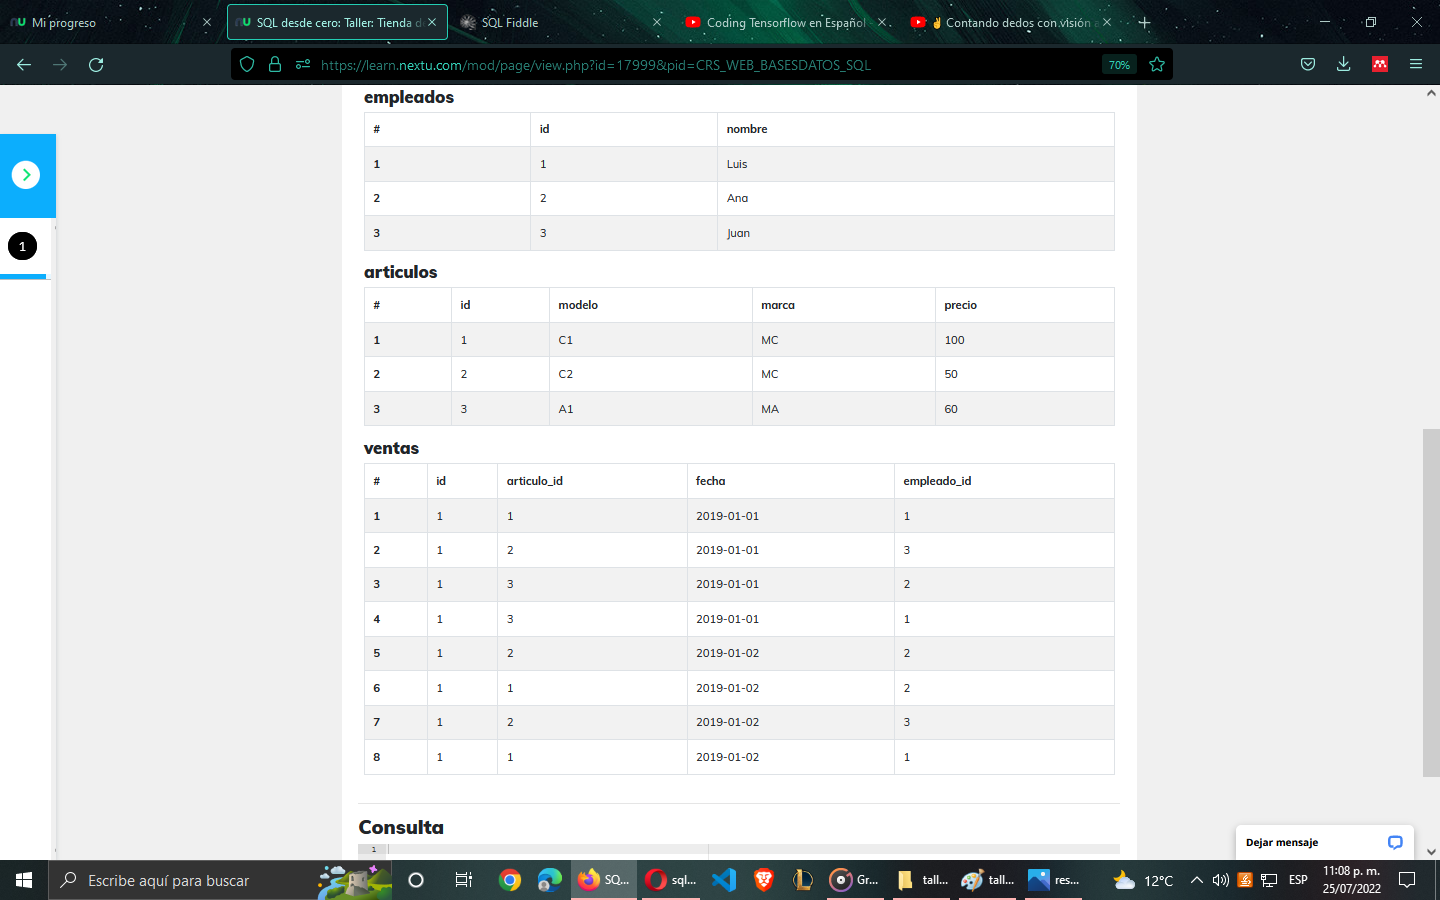 Mi progreso
SQL desde cero: Taller: Tienda de
SQL Fiddle
Coding Tensorflow en Español -
Contando dedos con visión a
https://learn.nextu.com/mod/page/view.php?id=17999&pid=CRS_WEB_BASESDATOS_SQL
70%
1
empleados
# id nombre
1 1 Luis
2 2 Ana
3 3 Juan
articulos
# id modelo marca precio
1 1 C1 MC 100
2 2 C2 MC 50
3 3 A1 MA 60
ventas
# id articulo_id fecha empleado_id
1 1 1 2019-01-01 1
2 1 2 2019-01-01 3
3 1 3 2019-01-01 2
4 1 3 2019-01-01 1
5 1 2 2019-01-02 2
6 1 1 2019-01-02 2
7 1 2 2019-01-02 3
8 1 1 2019-01-02 1
Consulta
1
Dejar mensaje
Escribe aquí para buscar
SQ...
sql...
Gr...
tall...
tall...
res...
12°C
ESP
11:08 p. m.
25/07/2022